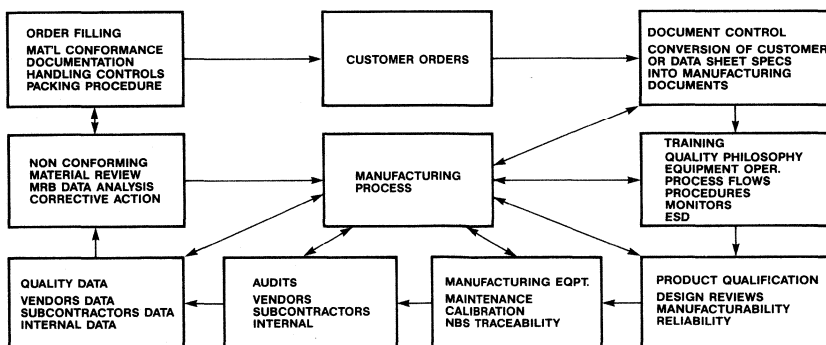 ORDER FILLING
MAT'L CONFORMANCE
DOCUMENTATION
HANDLING CONTROLS
PACKING PROCEDURE
CUSTOMER ORDERS
DOCUMENT CONTROL
CONVERSION OF CUSTOMER
OR DATA SHEET SPECS
INTO MANUFACTURING
DOCUMENTS
NON CONFORMING
MATERIAL REVIEW
MRB DATA ANALYSIS
CORRECTIVE ACTION
MANUFACTURING
PROCESS
TRAINING
QUALITY PHILOSOPHY
EQUIPMENT OPER.
PROCESS FLOWS
PROCEDURES
MONITORS
ESD
QUALITY DATA
VENDORS DATA
SUBCONTRACTORS DATA
INTERNAL DATA
AUDITS
VENDORS
SUBCONTRACTORS
INTERNAL
MANUFACTURING EQPT.
MAINTENANCE
CALIBRATION
NBS TRACEABILITY
PRODUCT QUALIFICATION
DESIGN REVIEWS
MANUFACTURABILITY
RELIABILITY